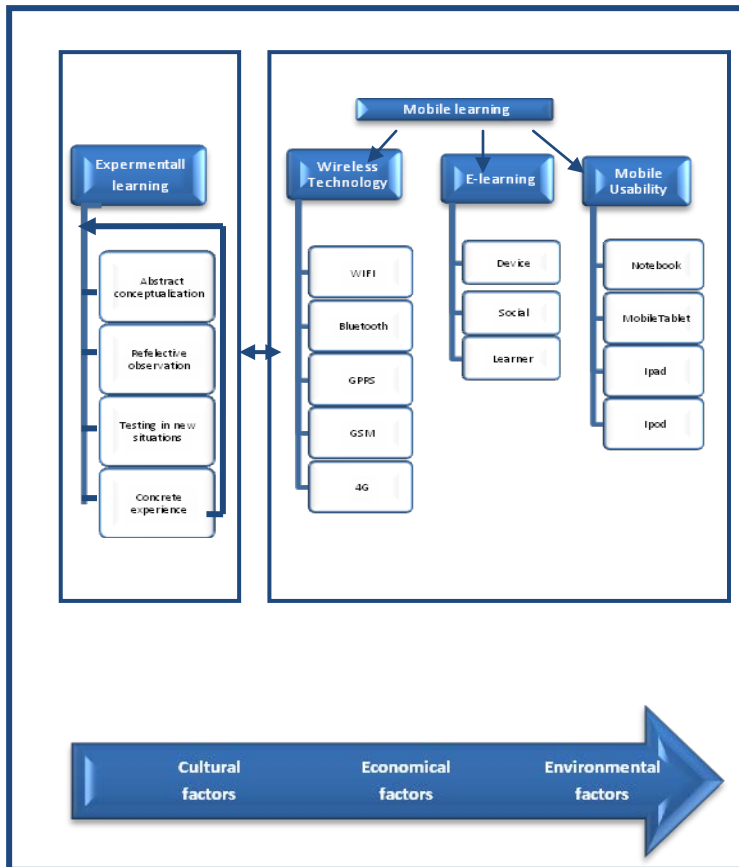 Mobile learning
Expermentall
learning
Abstract
conceptualization
Refelective
observation
Testing in new
situations
Concrete
experience
Wireless
Technology
WIFI
Bluetooth
GPPS
GSM
4G
E-learning
Device
Social
Learner
Mobile
Usability
Notebook
MobileTablet
Ipad
Ipod
Cultural
factors
Economical
factors
Environmental
factors